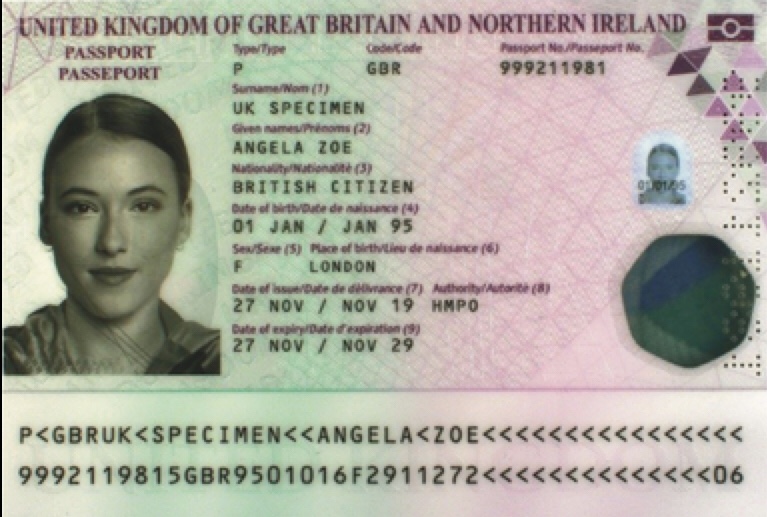 UNITED KINGDOM OF GREAT BRITAIN AND NORTHERN IRELAND
PASSPORT
PASSEPORT
Type/Type Code/Code Passport No./Passeport No.
P GBR 999211981
Surname/Nom (1)
UK SPECIMEN
Given names/Prénoms (2)
ANGELA ZOE
Nationality/Nationalité (3)
BRITISH CITIZEN
Date of birth/Date de naissance (4)
01 JAN / JAN 95
Sex/Sexe (5) Place of birth/Lieu de naissance (6)
F LONDON
Date of issue/Date de délivrance (7) Authority/Autorité (8)
27 NOV / NOV 19 HMPO
Date of expiry/Date d'expiration (9)
27 NOV / NOV 29
01/01/95
P<GBRUK<SPECIMEN<<ANGELA<ZOE<<<<<<<<<<<<<<<<
9992119815GBR9501016F2911272<<<<<<<<<<<<<<06